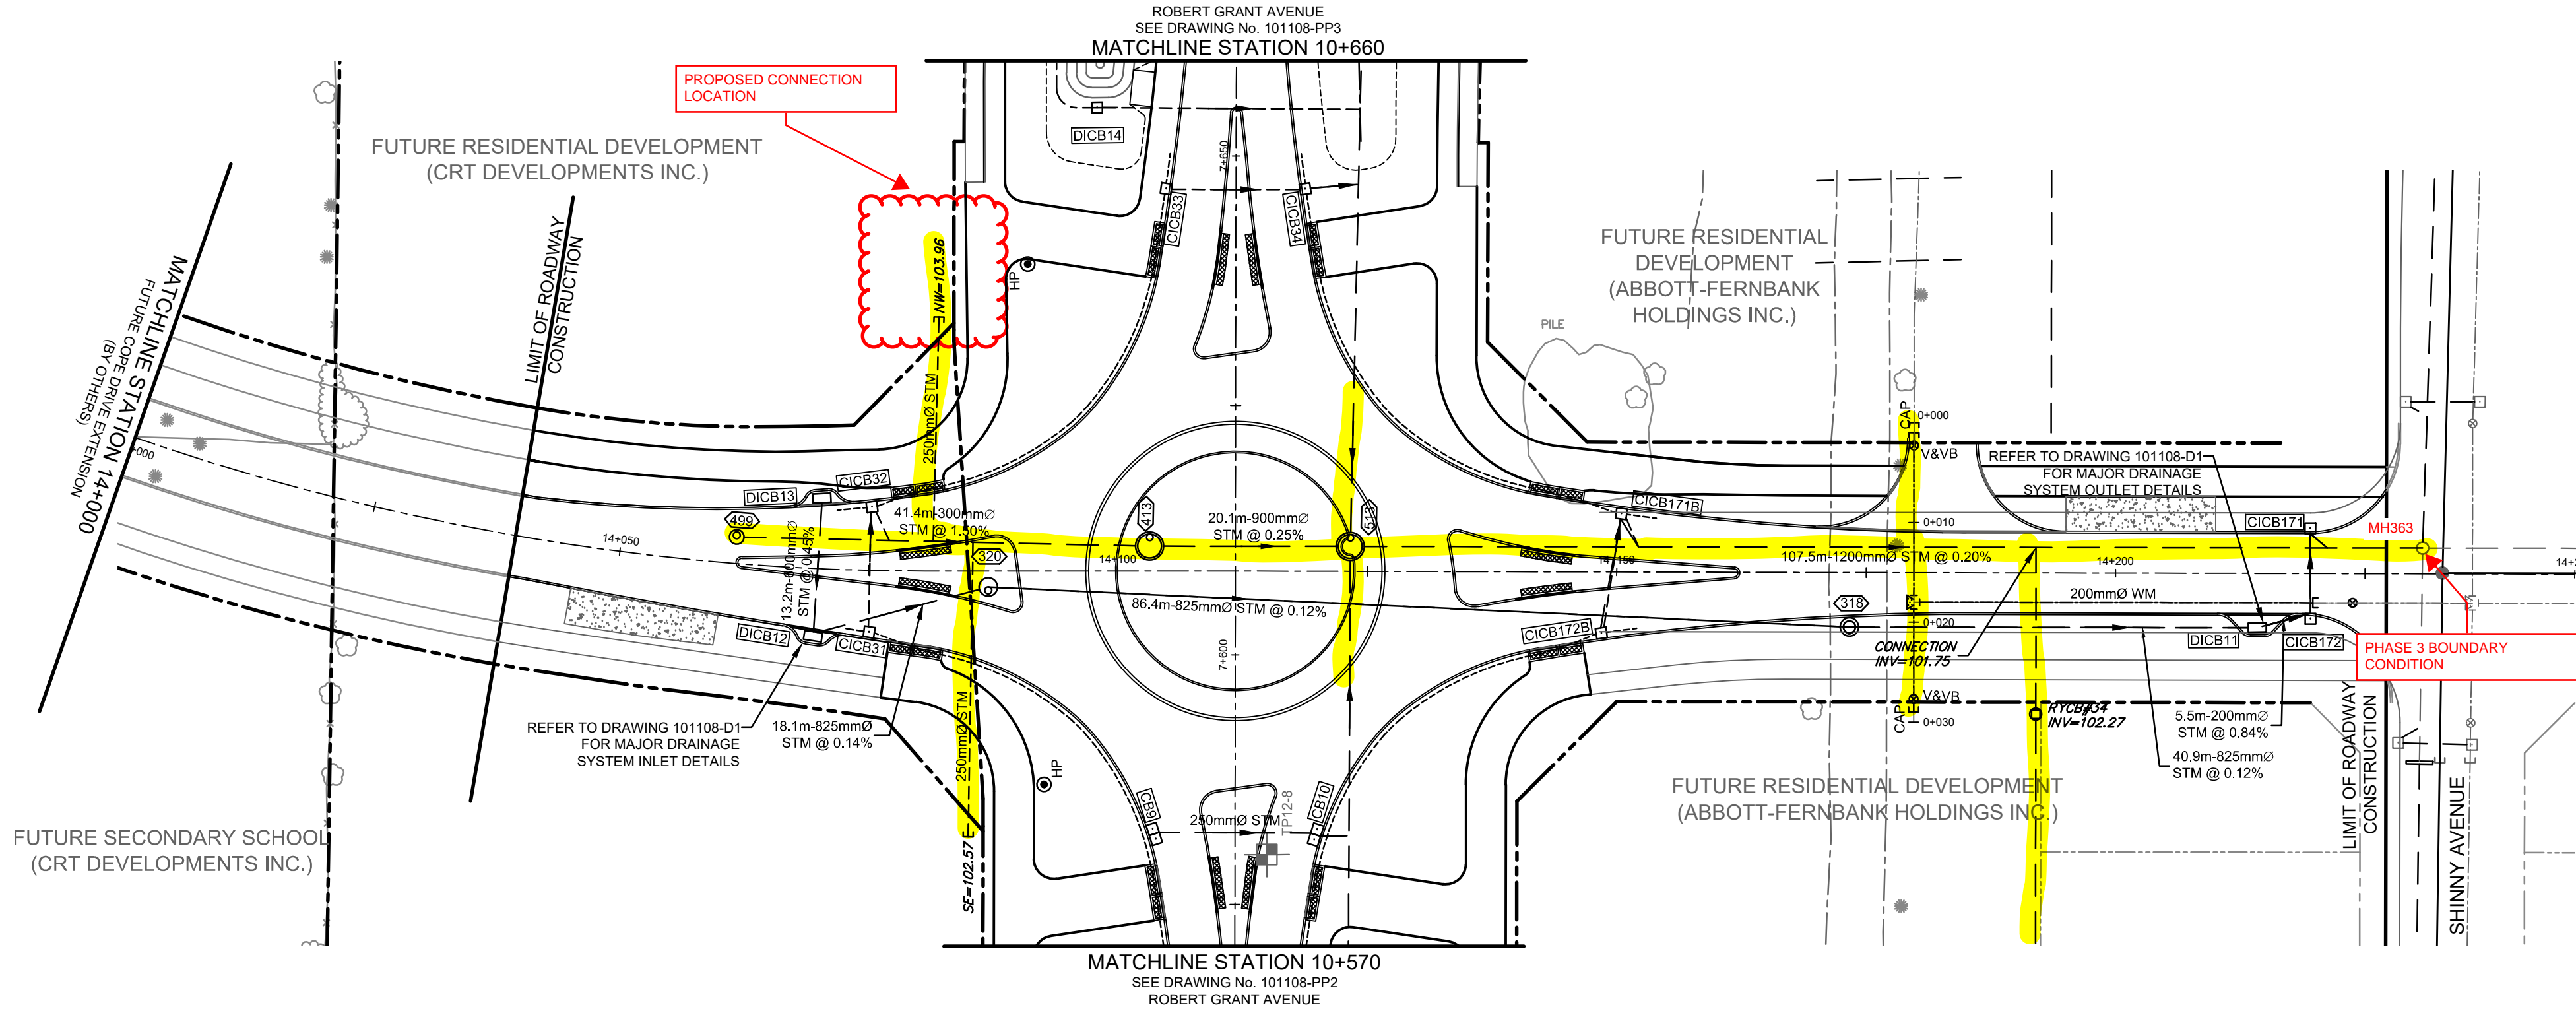 ROBERT GRANT AVENUE
SEE DRAWING No. 101108-PP3
MATCHLINE STATION 10+660
PROPOSED CONNECTION
LOCATION
FUTURE RESIDENTIAL DEVELOPMENT
(CRT DEVELOPMENTS INC.)
DICB14
7+650
CICB33
CICB34
LIMIT OF ROADWAY
CONSTRUCTION
NW=103.96
HP
FUTURE RESIDENTIAL
DEVELOPMENT
(ABBOTT-FERNBANK
HOLDINGS INC.)
PILE
MATCHLINE STATION 14+000
FUTURE COPE DRIVE EXTENSION
(BY OTHERS)
250mmØ STM
CAP
0+000
V&VB
REFER TO DRAWING 101108-D1
FOR MAJOR DRAINAGE
SYSTEM OUTLET DETAILS
DICB13
CICB32
CICB171B
CICB171
499
41.4m-300mmØ
STM @ 1.50%
413
20.1m-900mmØ
STM @ 0.25%
513
0+010
MH363
14+050
13.2m-600mmØ
STM @ 0.45%
320
14+100
14+150
107.5m-1200mmØ STM @ 0.20%
14+200
86.4m-825mmØ STM @ 0.12%
318
200mmØ WM
0+020
DICB12
CICB31
CICB172B
7+600
CONNECTION
INV=101.75
DICB11
CICB172
PHASE 3 BOUNDARY
CONDITION
REFER TO DRAWING 101108-D1
FOR MAJOR DRAINAGE
SYSTEM INLET DETAILS
18.1m-825mmØ
STM @ 0.14%
250mmØ STM
HP
CAP
V&VB
0+030
RYCB#34
INV=102.27
5.5m-200mmØ
STM @ 0.84%
40.9m-825mmØ
STM @ 0.12%
LIMIT OF ROADWAY
CONSTRUCTION
SHINNY AVENUE
FUTURE SECONDARY SCHOOL
(CRT DEVELOPMENTS INC.)
SE=102.57
CB9
250mmØ STM
TP12-8
CB10
FUTURE RESIDENTIAL DEVELOPMENT
(ABBOTT-FERNBANK HOLDINGS INC.)
MATCHLINE STATION 10+570
SEE DRAWING No. 101108-PP2
ROBERT GRANT AVENUE